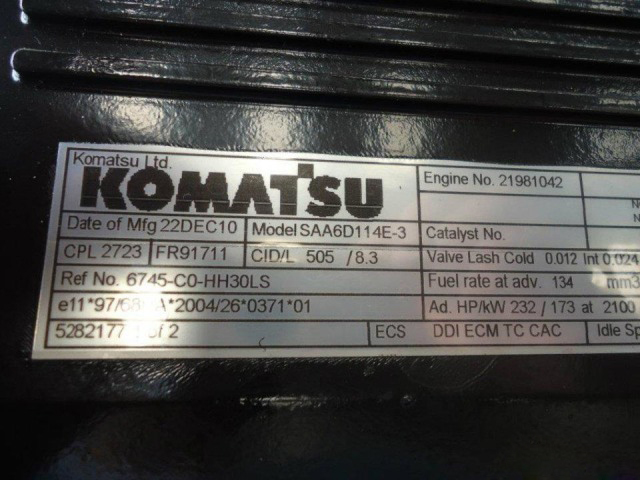 Komatsu Ltd.
KOMATSU
Engine No. 21981042
Date of Mfg 22DEC10 Model SAA6D114E-3
Catalyst No.
CPL 2723 FR91711 CID/L 505 / 8.3
Valve Lash Cold 0.012 Int 0.024
Ref No. 6745-C0-HH30LS
Fuel rate at adv. 134 mm3
e11*97/68 A*2004/26*0371*01
Ad. HP/kW 232 / 173 at 2100
5282177 of 2
ECS DDI ECM TC CAC
Idle Sp